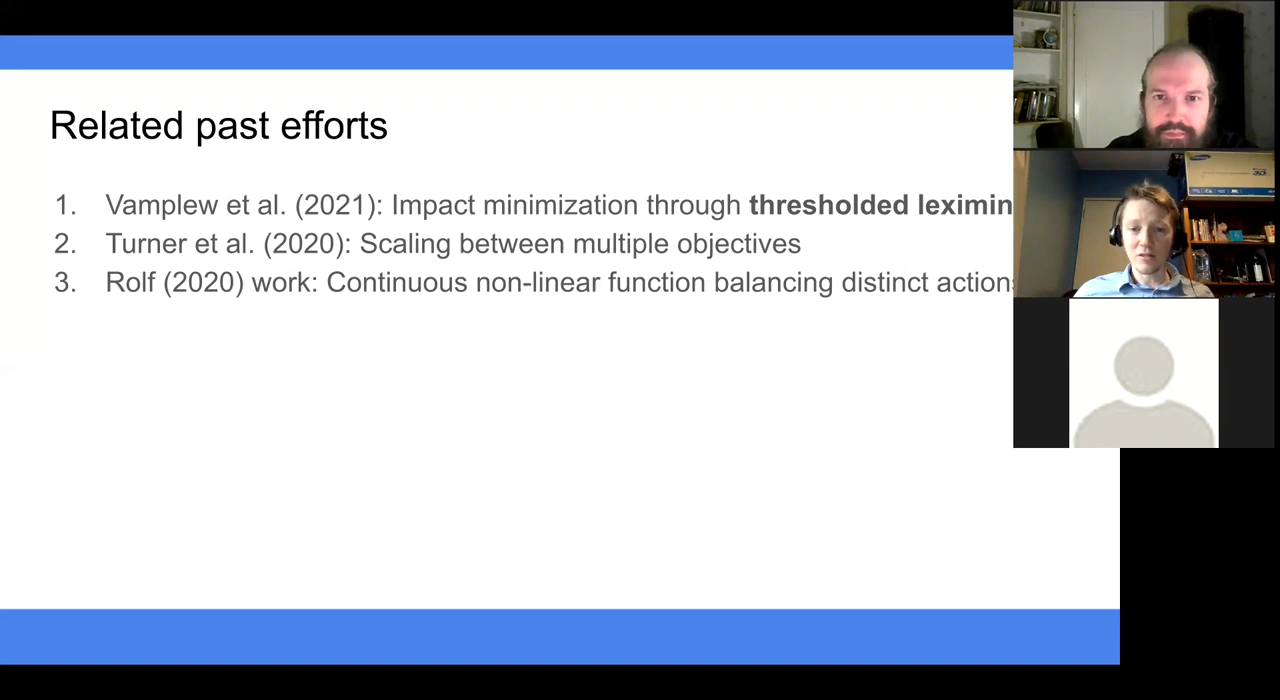 Related past efforts
1. Vamplew et al. (2021): Impact minimization through thresholded leximin
2. Turner et al. (2020): Scaling between multiple objectives
3. Rolf (2020) work: Continuous non-linear function balancing distinct actions